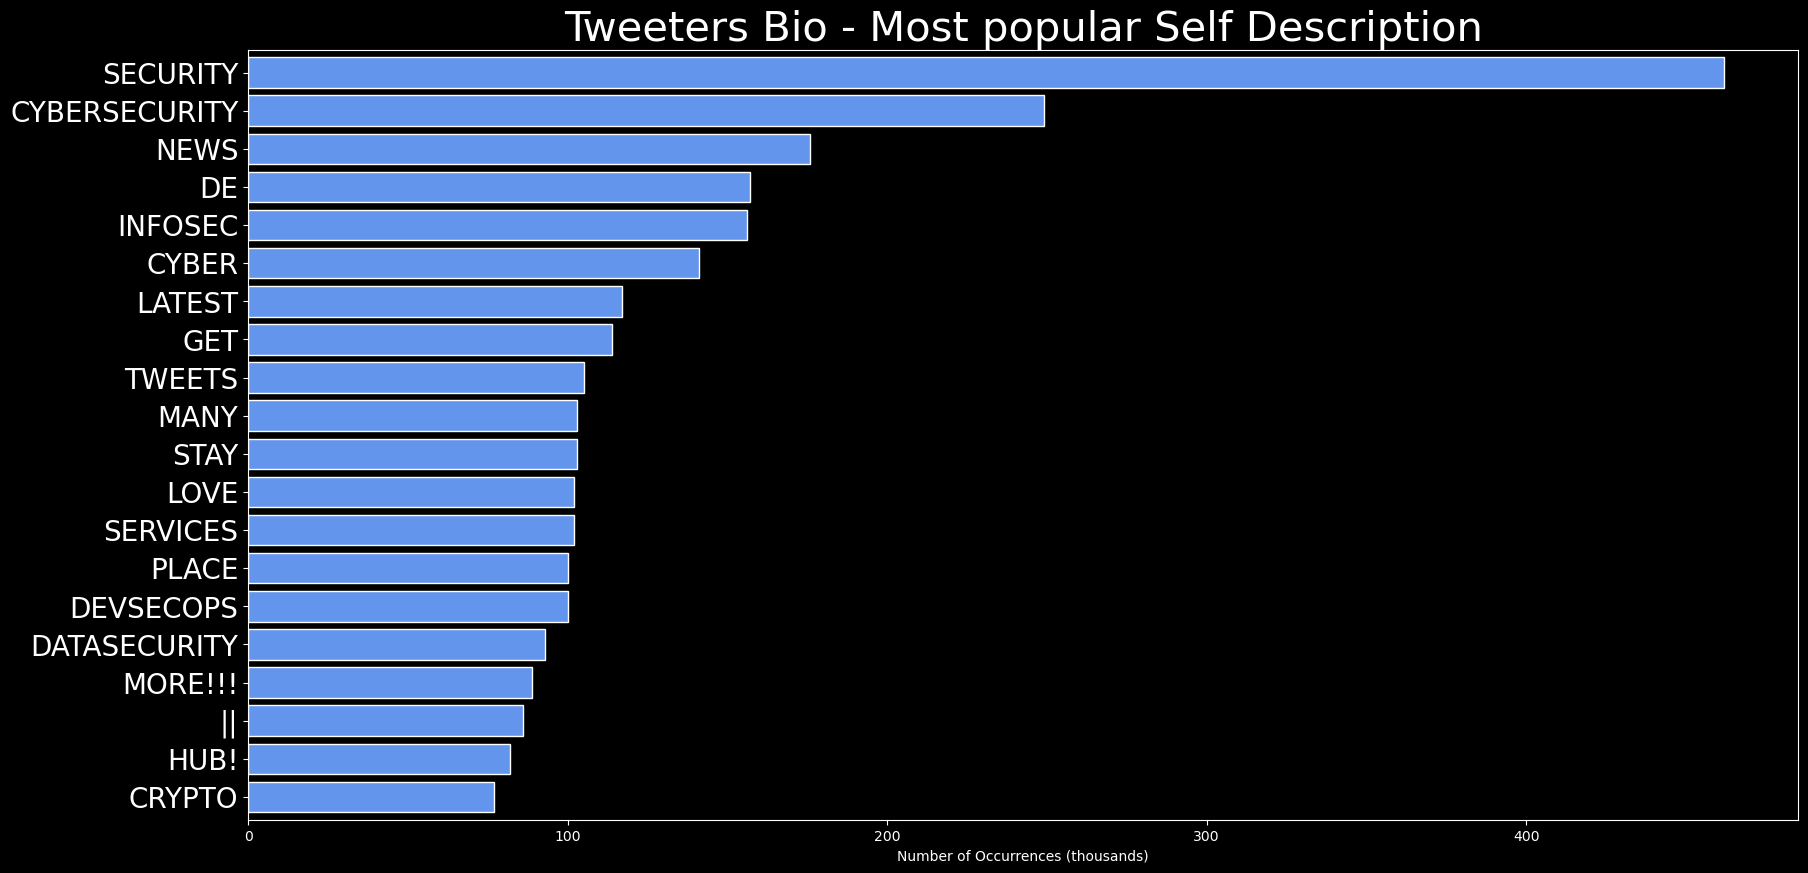 Tweeters Bio - Most popular Self Description
SECURITY
CYBERSECURITY
NEWS
DE
INFOSEC
CYBER
LATEST
GET
TWEETS
MANY
STAY
LOVE
SERVICES
PLACE
DEVSECOPS
DATASECURITY
MORE!!!
||
HUB!
CRYPTO
0 100 200 300 400
Number of Occurrences (thousands)